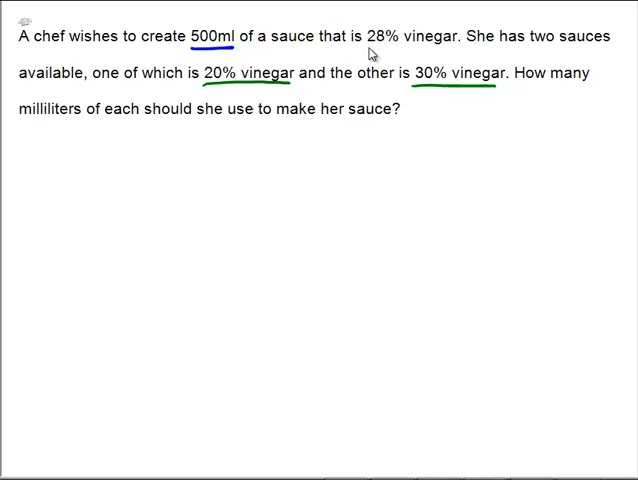 A chef wishes to create 500ml of a sauce that is 28% vinegar. She has two sauces
available, one of which is 20% vinegar and the other is 30% vinegar. How many
milliliters of each should she use to make her sauce?